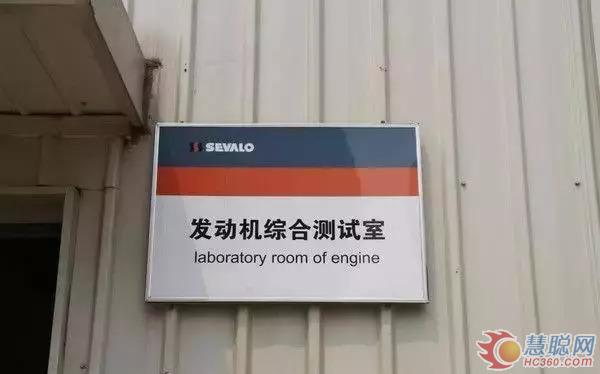 SEVALO
发动机综合测试室
laboratory room of engine
慧聪网
HC360.com